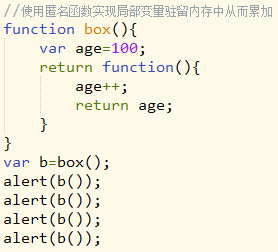 //使用匿名函数实现局部变量驻留内存中从而累加
function box(){
    var age=100;
    return function(){
        age++;
        return age;
    }
}
var b=box();
alert(b());
alert(b());
alert(b());
alert(b());